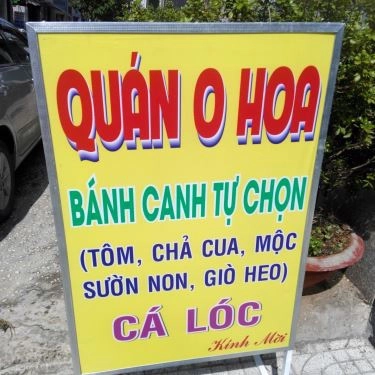 QUÁN O HOA
BÁNH CANH TỰ CHỌN
(TÔM, CHẢ CUA, MỘC
SƯỜN NON, GIÒ HEO)
CÁ LÓC
Kính Mời